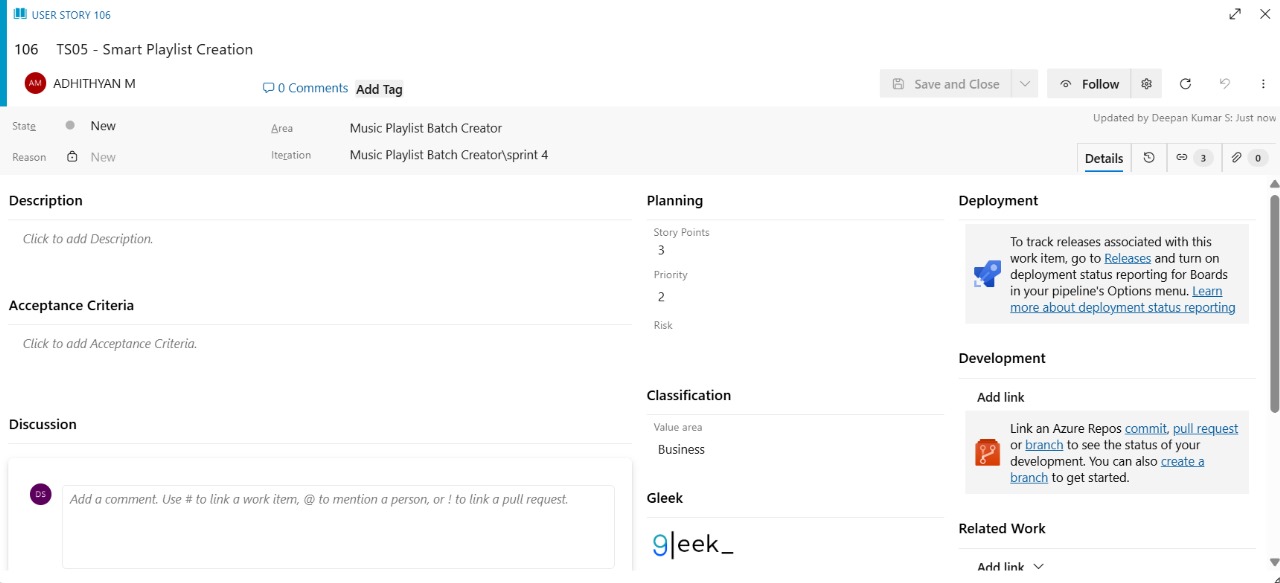 USER STORY 106
106 TS05 - Smart Playlist Creation
AM ADHITHYAN M
0 Comments Add Tag
Save and Close
Follow
State New
Area Music Playlist Batch Creator
Updated by Deepan Kumar S: Just now
Reason New
Iteration Music Playlist Batch Creator\sprint 4
Details 3 0
Description
Click to add Description.
Acceptance Criteria
Click to add Acceptance Criteria.
Discussion
DS
Add a comment. Use # to link a work item, @ to mention a person, or ! to link a pull request.
Planning
Story Points
3
Priority
2
Risk
Classification
Value area
Business
Gleek
gleek_
Deployment
To track releases associated with this
work item, go to Releases and turn on
deployment status reporting for Boards
in your pipeline's Options menu. Learn
more about deployment status reporting
Development
Add link
Link an Azure Repos commit, pull request
or branch to see the status of your
development. You can also create a
branch to get started.
Related Work
Add link